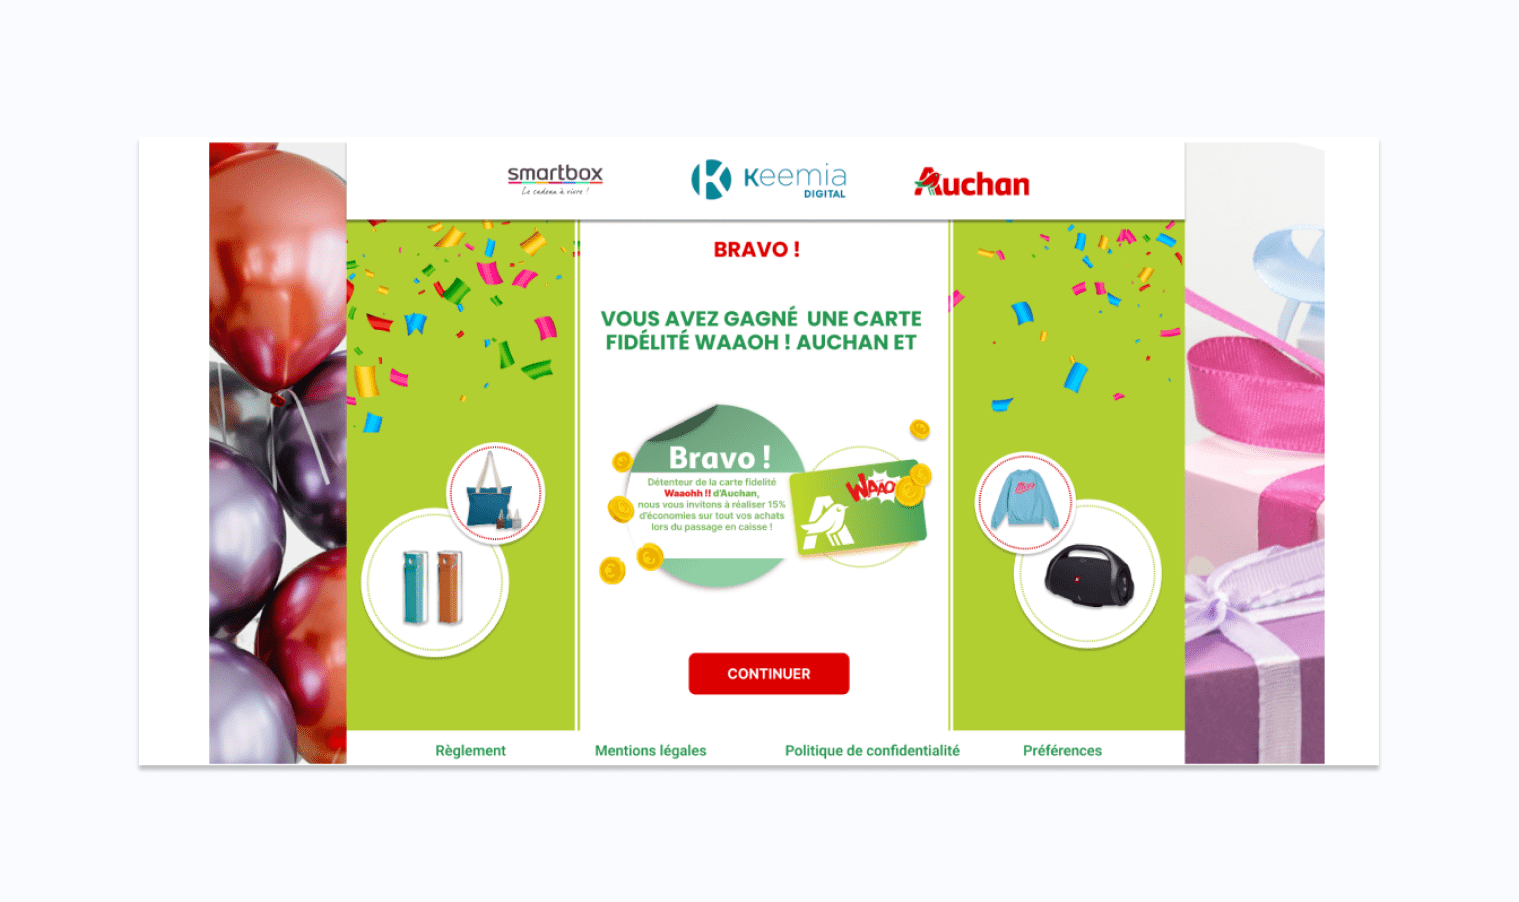 smartbox
Le cadeau à vivre !
Keemia
DIGITAL
Auchan
BRAVO !
VOUS AVEZ GAGNÉ UNE CARTE
FIDÉLITÉ WAAOH ! AUCHAN ET
Bravo !
Détenteur de la carte fidelité
Waaohh !! d'Auchan,
nous vous invitons à réaliser 15%
d'économies sur tout vos achats
lors du passage en caisse !
WAAO
CONTINUER
Règlement
Mentions légales
Politique de confidentialité
Préférences